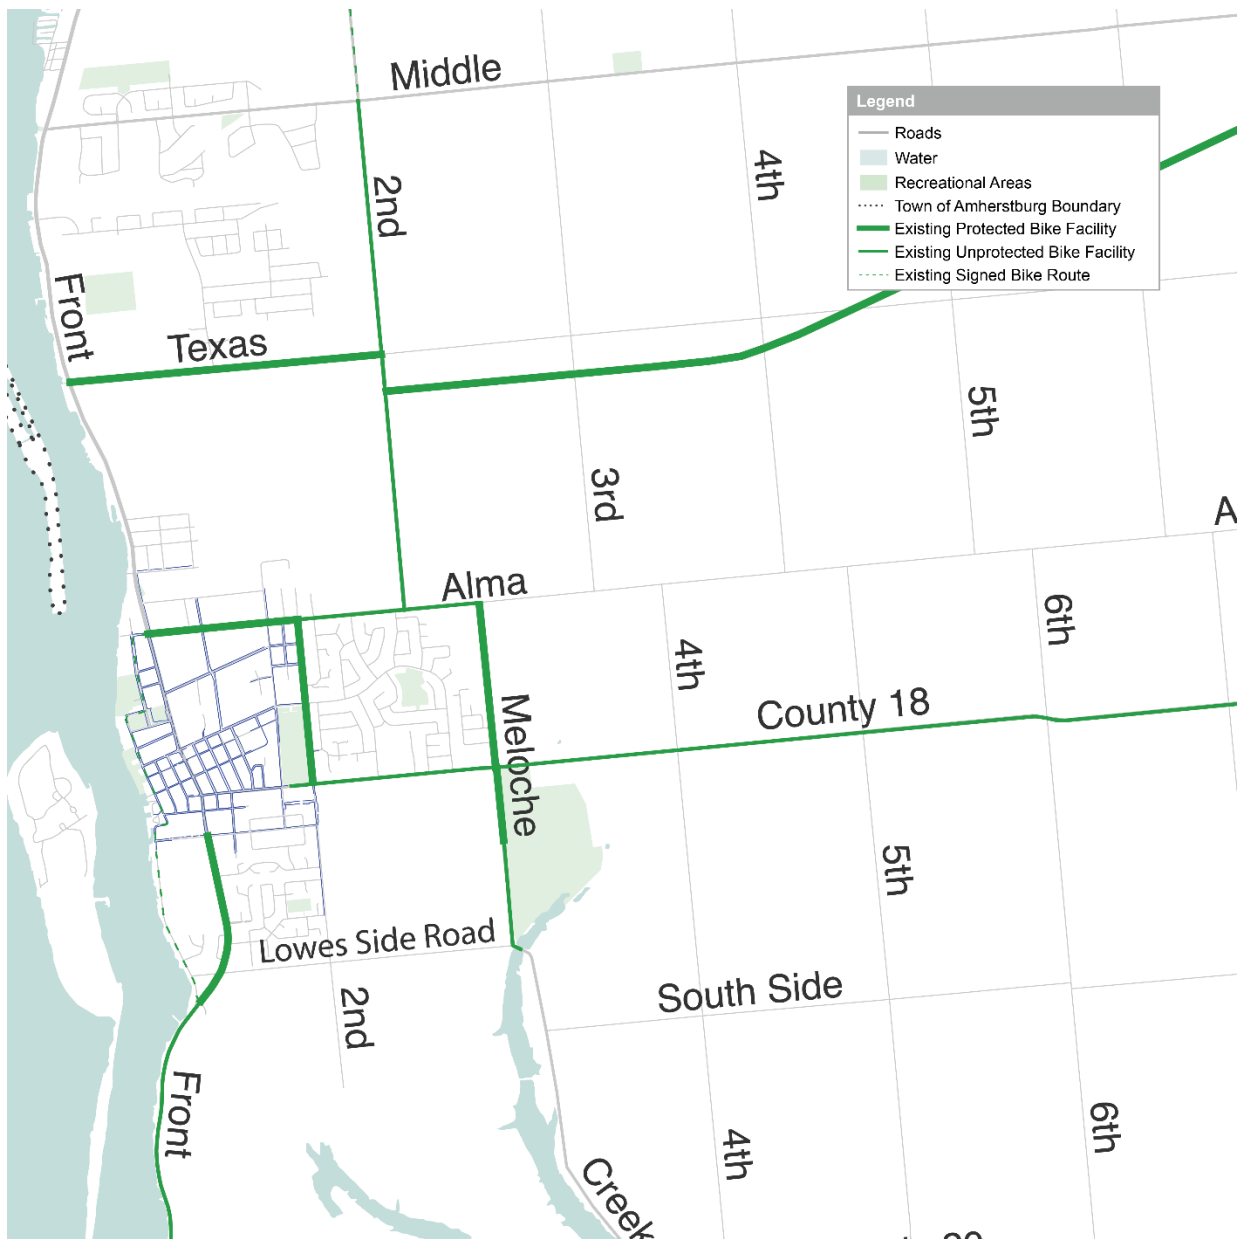 Middle
Legend
Roads
Water
Recreational Areas
Town of Amherstburg Boundary
Existing Protected Bike Facility
Existing Unprotected Bike Facility
Existing Signed Bike Route
2nd
4th
Front
Texas
5th
3rd
A
Alma
6th
4th
Meloche
County 18
5th
Lowes Side Road
South Side
2nd
Front
4th
6th
Creek